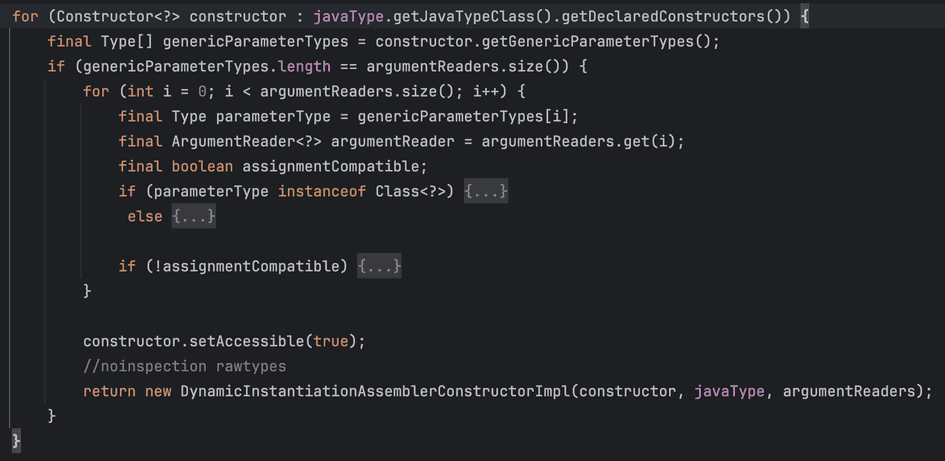 for (Constructor<?> constructor : javaType.getJavaTypeClass().getDeclaredConstructors()) {
    final Type[] genericParameterTypes = constructor.getGenericParameterTypes();
    if (genericParameterTypes.length == argumentReaders.size()) {
        for (int i = 0; i < argumentReaders.size(); i++) {
            final Type parameterType = genericParameterTypes[i];
            final ArgumentReader<?> argumentReader = argumentReaders.get(i);
            final boolean assignmentCompatible;
            if (parameterType instanceof Class<?>) {...}
             else {...}

            if (!assignmentCompatible) {...}
        }

        constructor.setAccessible(true);
        //noinspection rawtypes
        return new DynamicInstantiationAssemblerConstructorImpl(constructor, javaType, argumentReaders);
    }
}